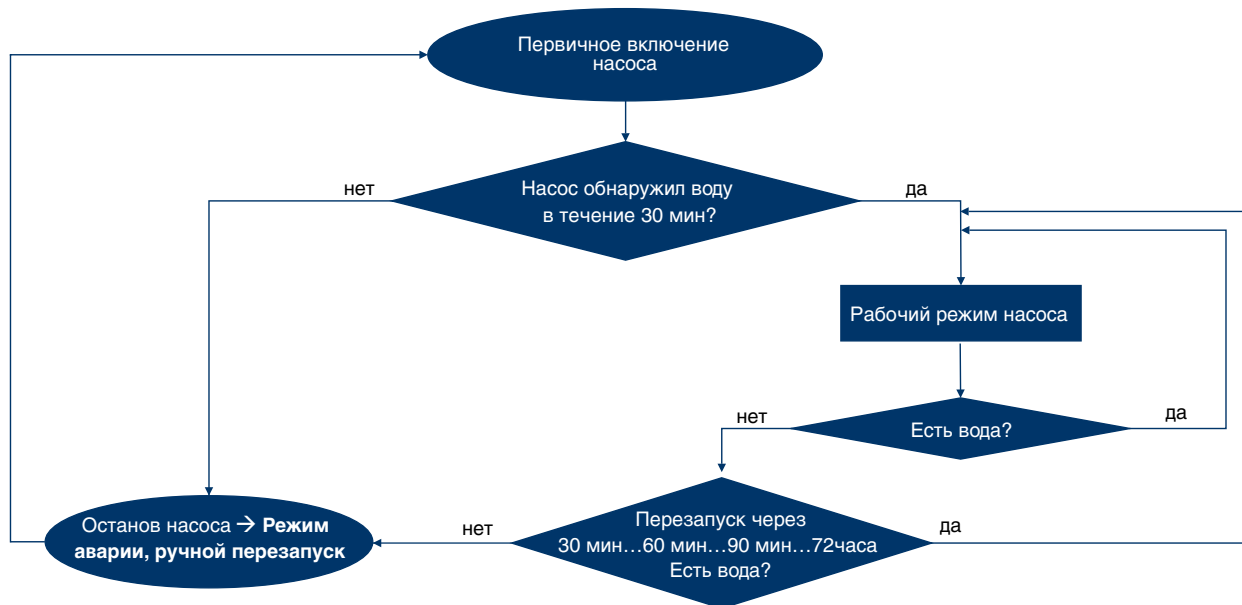 Первичное включение
насоса
нет
Насос обнаружил воду
в течение 30 мин?
да
Рабочий режим насоса
нет
Есть вода?
да
Останов насоса → Режим
аварии, ручной перезапуск
нет
Перезапуск через
30 мин…60 мин…90 мин…72часа
Есть вода?
да